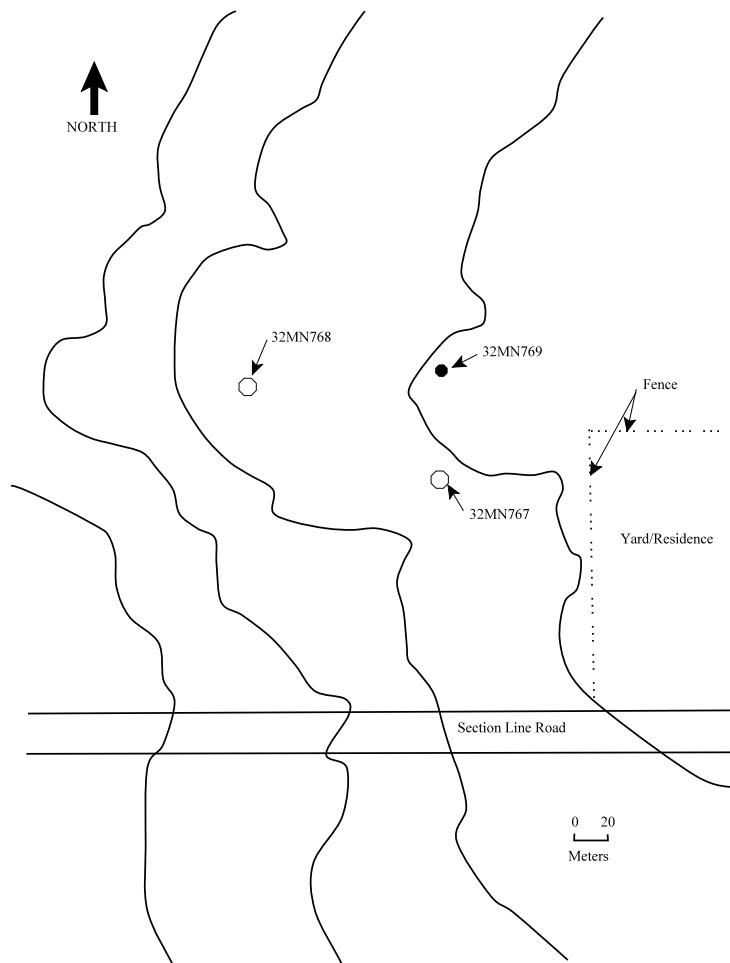 NORTH
32MN768
32MN769
Fence
32MN767
Yard/Residence
Section Line Road
0 20
Meters